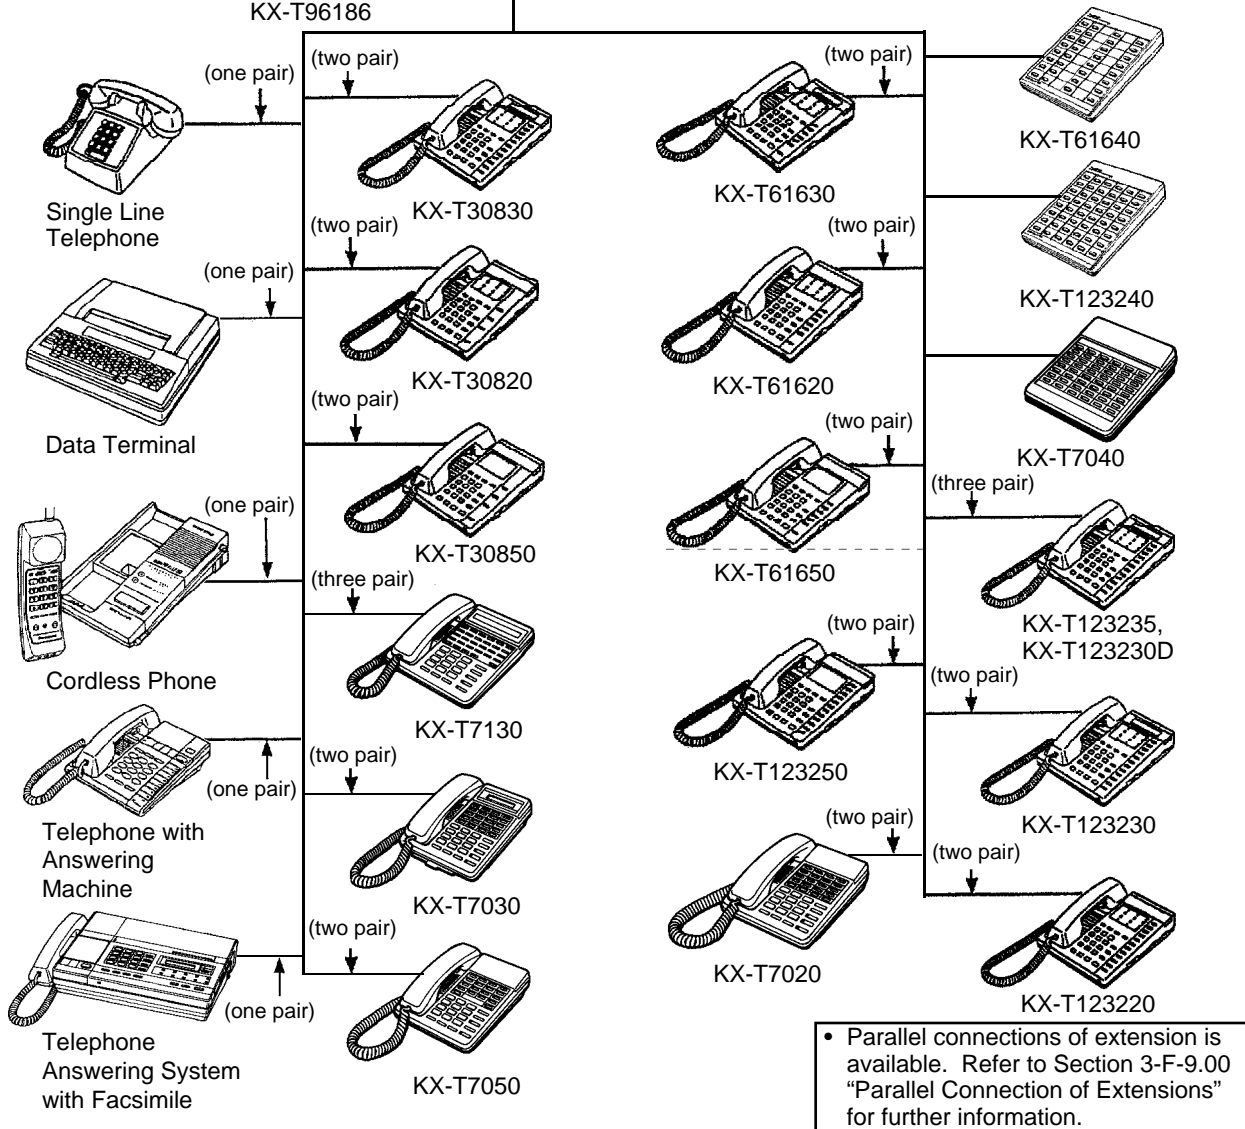 KX-T96186
(one pair)
Single Line
Telephone
(one pair)
Data Terminal
(one pair)
Cordless Phone
(one pair)
Telephone with
Answering
Machine
(one pair)
Telephone
Answering System
with Facsimile
(two pair)
KX-T30830
(two pair)
KX-T30820
(two pair)
KX-T30850
(three pair)
KX-T7130
(two pair)
KX-T7030
(two pair)
KX-T7050
(two pair)
KX-T61630
(two pair)
KX-T61620
(two pair)
KX-T61650
(two pair)
KX-T123250
(two pair)
KX-T7020
KX-T61640
KX-T123240
KX-T7040
(three pair)
KX-T123235,
KX-T123230D
(two pair)
KX-T123230
(two pair)
KX-T123220
• Parallel connections of extension is
available. Refer to Section 3-F-9.00
“Parallel Connection of Extensions”
for further information.